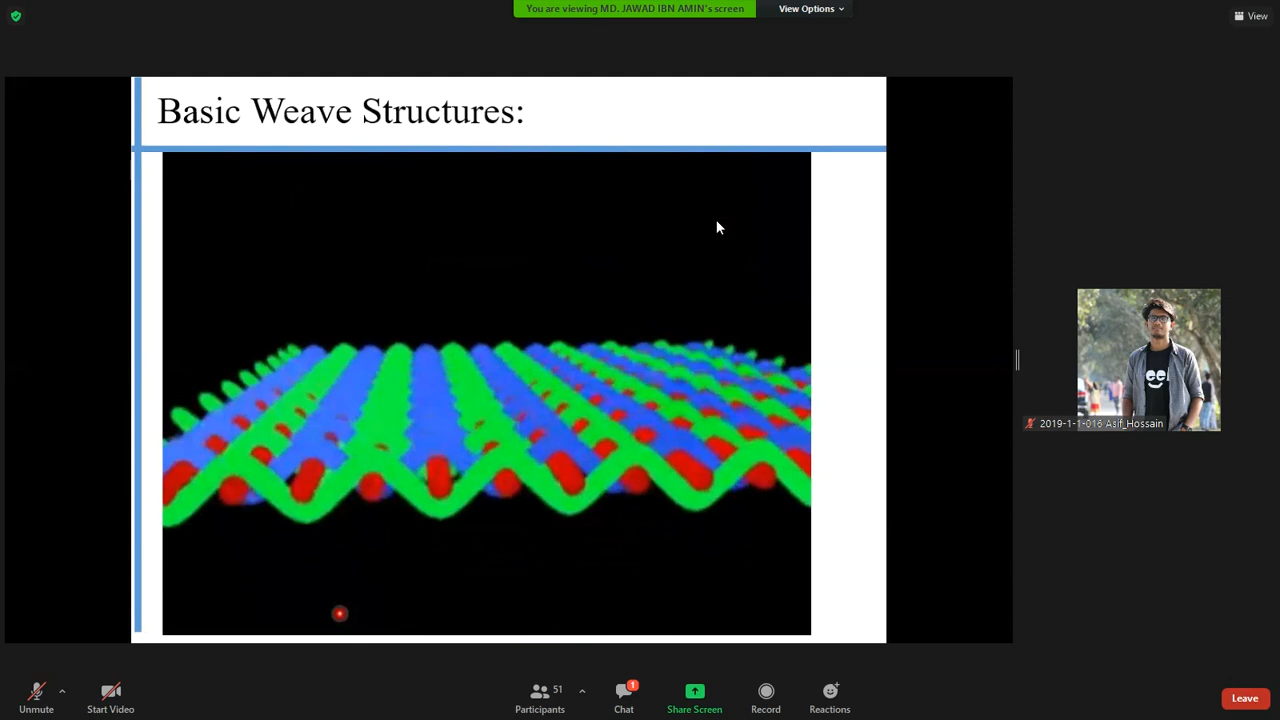 You are viewing MD. JAWAD IBN AMIN's screen
View Options
View
Basic Weave Structures:
2019-1-1-016 Asif_Hossain
Unmute
Start Video
51
Participants
1
Chat
Share Screen
Record
Reactions
Leave